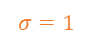 σ = 1